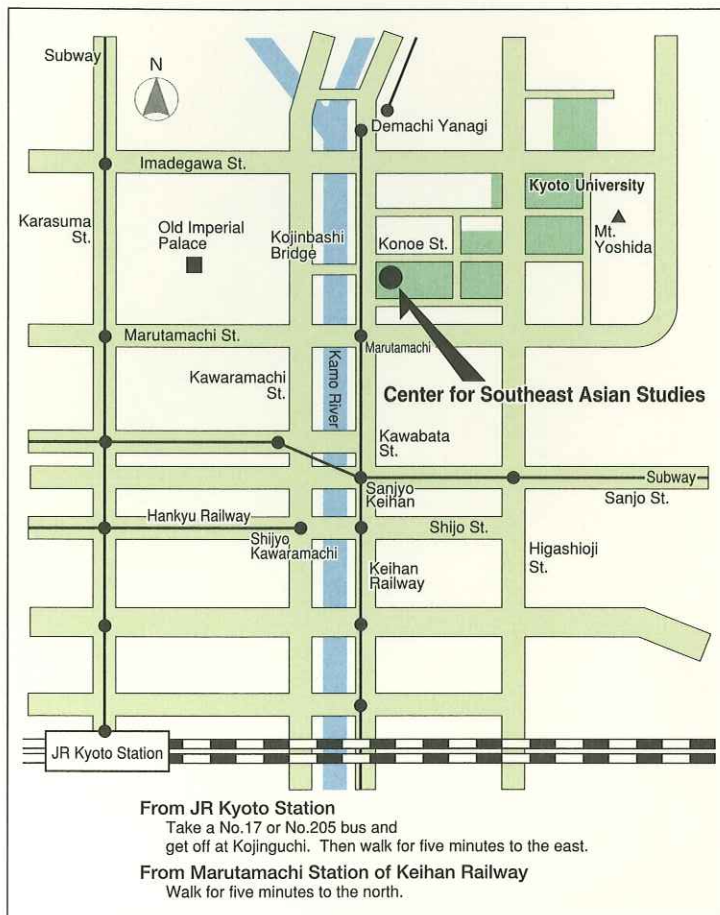 Subway
N
Demachi Yanagi
Imadegawa St.
Kyoto University
Karasuma
St.
Old Imperial
Palace
Kojinbashi
Bridge
Konoe St.
Mt.
Yoshida
Marutamachi St.
Marutamachi
Kawaramachi
St.
Kamo River
Center for Southeast Asian Studies
Kawabata
St.
Subway
Sanjyo
Keihan
Sanjo St.
Hankyu Railway
Shijyo
Kawaramachi
Shijo St.
Higashioji
St.
Keihan
Railway
JR Kyoto Station
From JR Kyoto Station
Take a No.17 or No.205 bus and
get off at Kojinguchi. Then walk for five minutes to the east.
From Marutamachi Station of Keihan Railway
Walk for five minutes to the north.